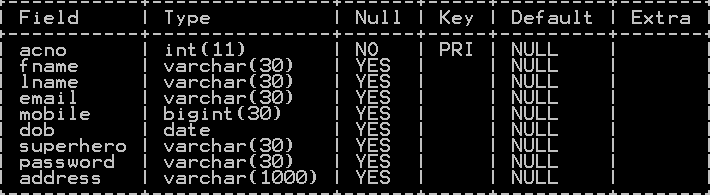 Field | Type | Null | Key | Default | Extra
acno | int(11) | NO | PRI | NULL |
fname | varchar(30) | YES | | NULL |
lname | varchar(30) | YES | | NULL |
email | varchar(30) | YES | | NULL |
mobile | bigint(30) | YES | | NULL |
dob | date | YES | | NULL |
superhero | varchar(30) | YES | | NULL |
password | varchar(30) | YES | | NULL |
address | varchar(1000) | YES | | NULL |